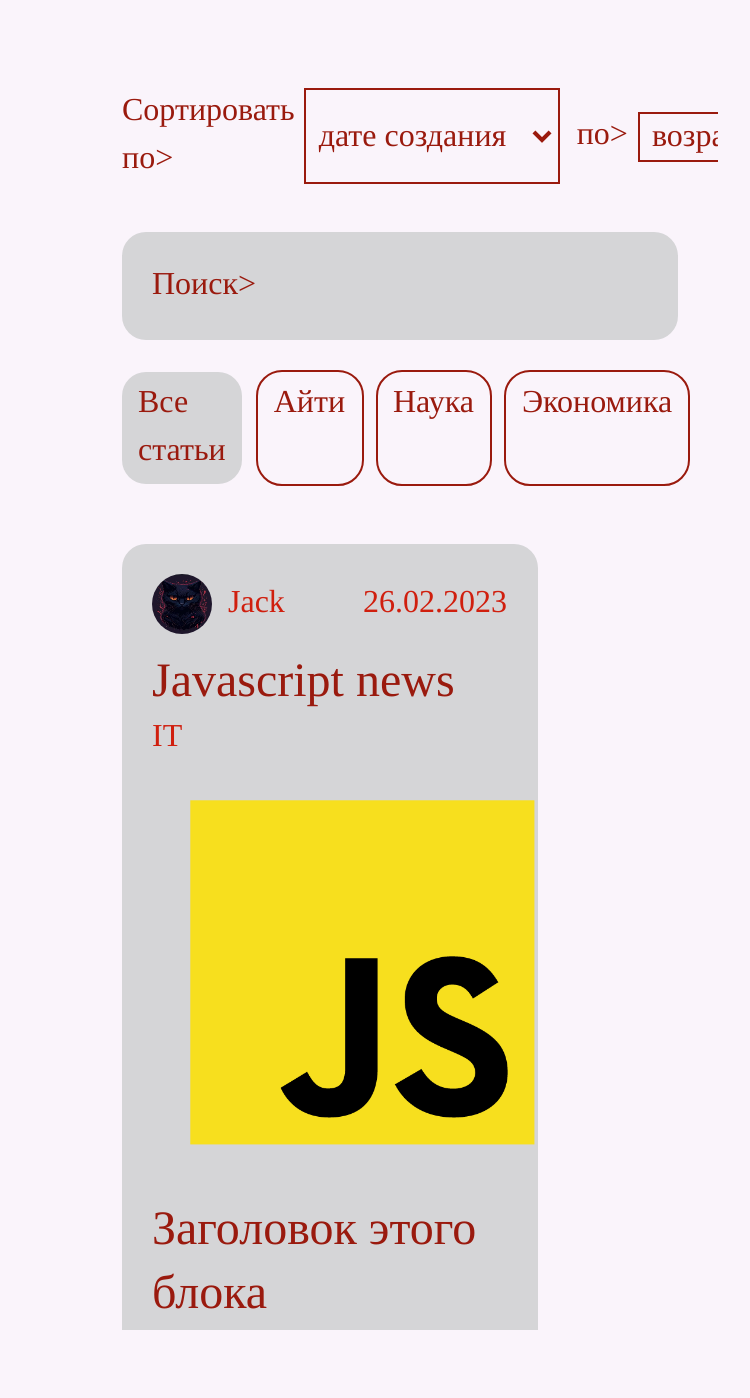 Сортировать
по>
дате создания
по>
возра
Поиск>
Все
статьи
Айти
Наука
Экономика
Jack
26.02.2023
Javascript news
IT
JS
Заголовок этого
блока